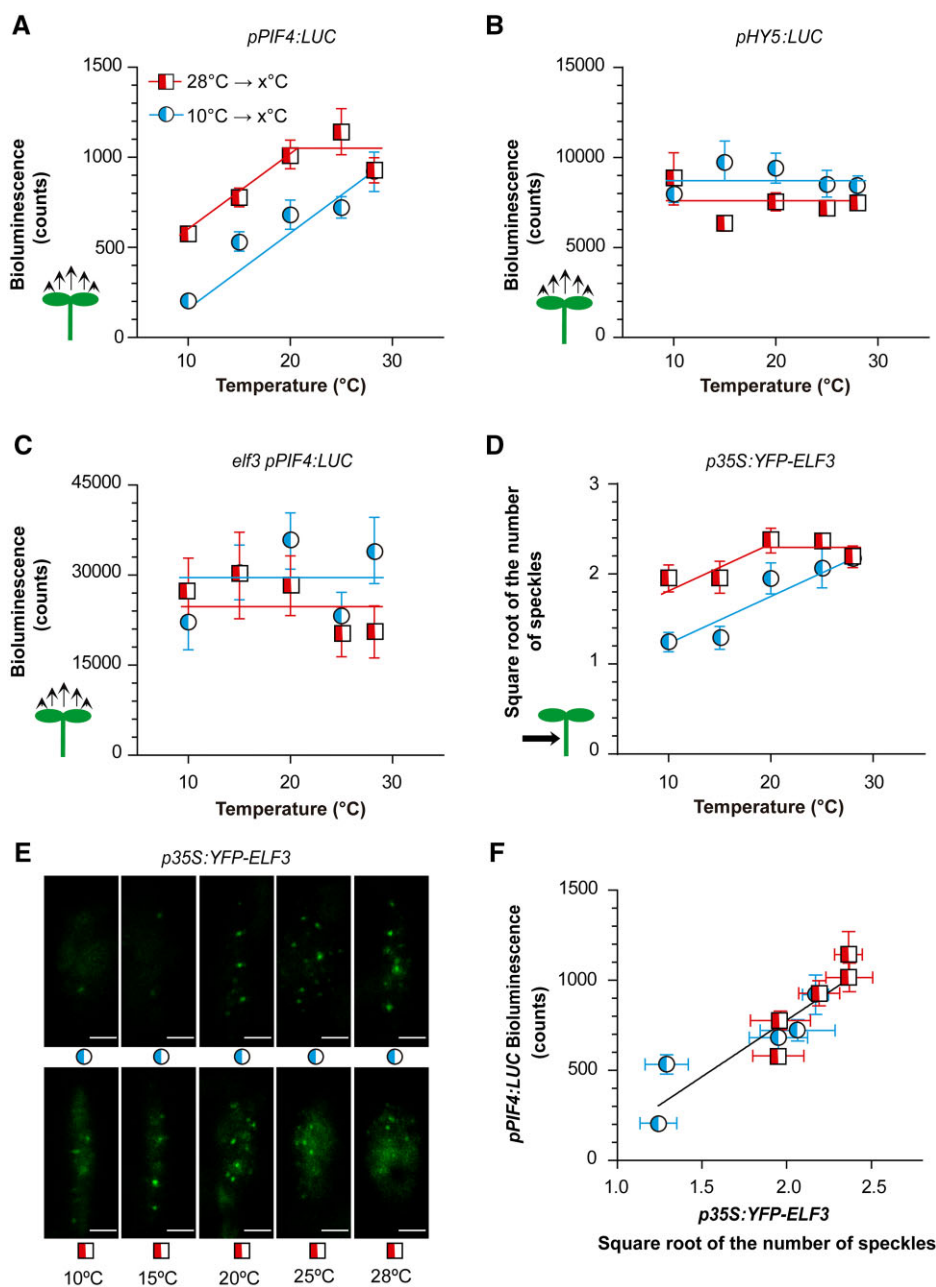 A
pPIF4:LUC
1500
1000
500
0
Bioluminescence
(counts)
28°C → x°C
10°C → x°C
10
20
30
Temperature (°C)
B
pHY5:LUC
15000
10000
5000
0
Bioluminescence
(counts)
10
20
30
Temperature (°C)
C
elf3 pPIF4:LUC
45000
30000
15000
0
Bioluminescence
(counts)
10
20
30
Temperature (°C)
D
p35S:YFP-ELF3
3
2
1
0
Square root of the number
of speckles
10
20
30
Temperature (°C)
E
p35S:YFP-ELF3
10ºC
15ºC
20ºC
25ºC
28ºC
F
1500
1000
500
0
pPIF4:LUC Bioluminescence
(counts)
1.0
1.5
2.0
2.5
p35S:YFP-ELF3
Square root of the number of speckles